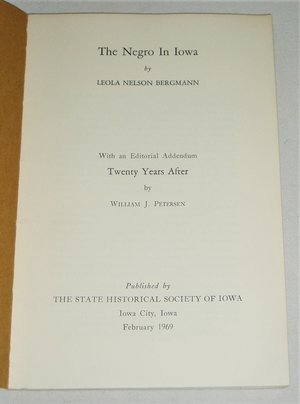 The Negro In Iowa
by
LEOLA NELSON BERGMANN
With an Editorial Addendum
Twenty Years After
by
WILLIAM J. PETERSEN
Published by
THE STATE HISTORICAL SOCIETY OF IOWA
Iowa City, Iowa
February 1969